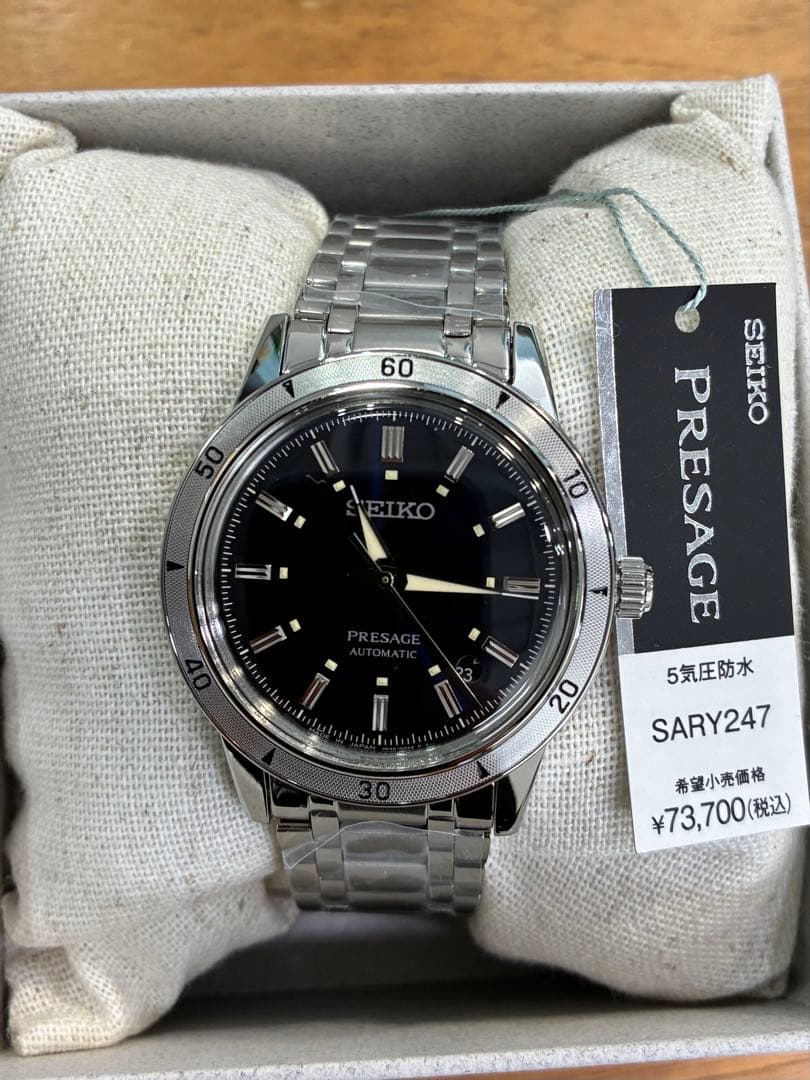 60
10
20
30
40
50
SEIKO
PRESAGE
AUTOMATIC
23
SEIKO
PRESAGE
5気圧防水
SARY247
希望小売価格
¥73,700(税込)